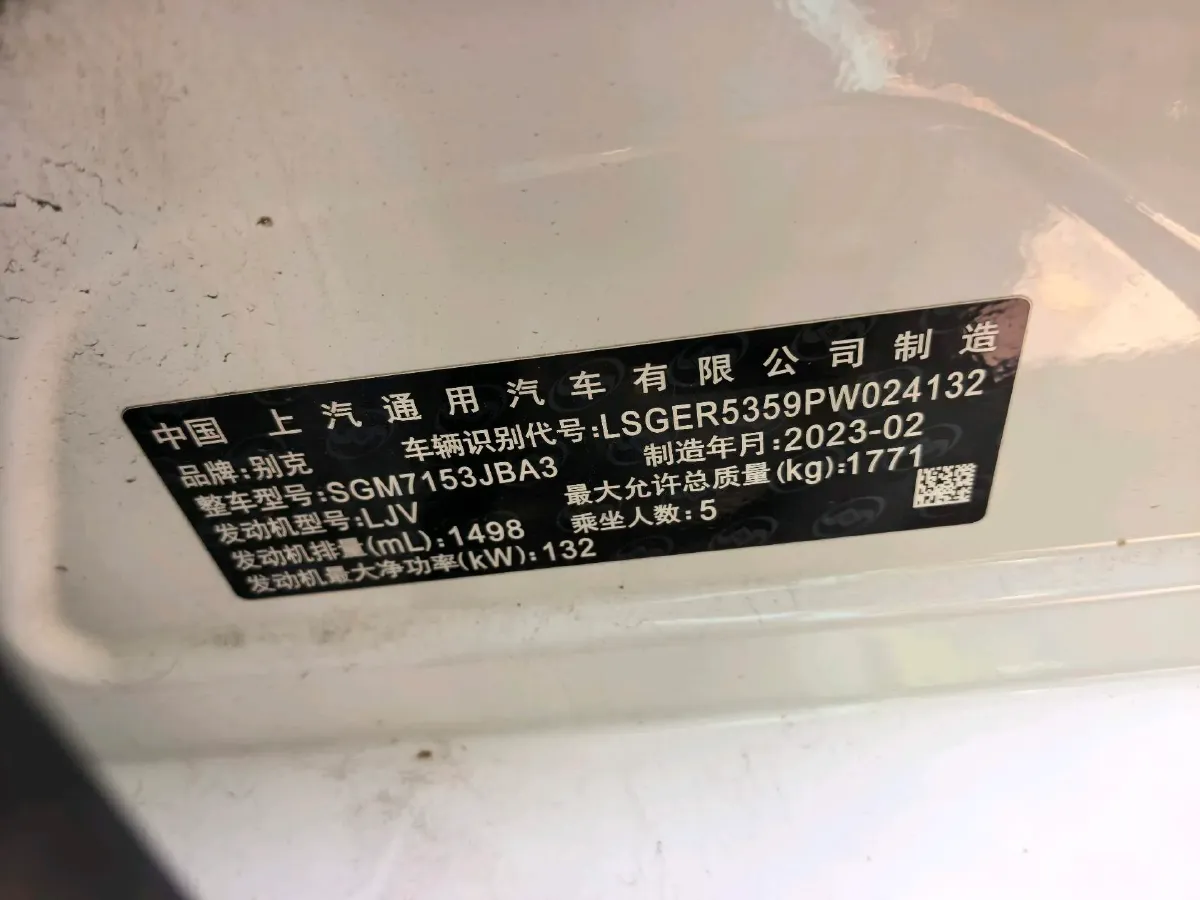 中国 上汽通用汽车有限公司制造
品牌:别克 车辆识别代号:LSGER5359PW024132
整车型号:SGM7153JBA3 制造年月:2023-02
发动机型号:LJV 最大允许总质量(kg):1771
发动机排量(mL):1498 乘坐人数:5
发动机最大净功率(kW):132